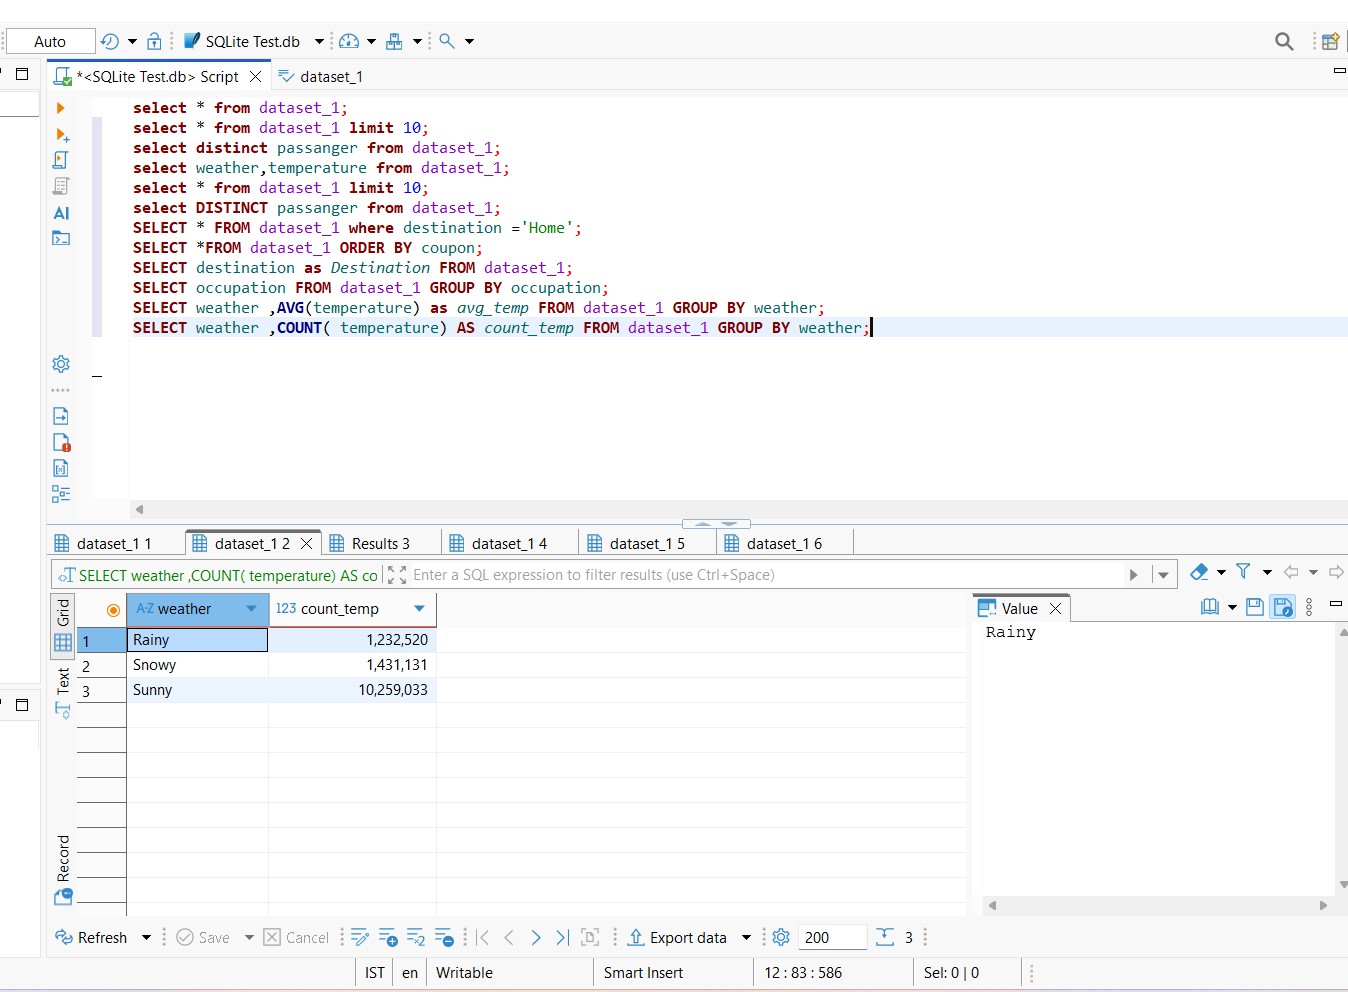 Auto
SQLite Test.db
*<SQLite Test.db> Script
dataset_1
select * from dataset_1;
select * from dataset_1 limit 10;
select distinct passanger from dataset_1;
select weather,temperature from dataset_1;
select * from dataset_1 limit 10;
select DISTINCT passanger from dataset_1;
SELECT * FROM dataset_1 where destination ='Home';
SELECT *FROM dataset_1 ORDER BY coupon;
SELECT destination as Destination FROM dataset_1;
SELECT occupation FROM dataset_1 GROUP BY occupation;
SELECT weather ,AVG(temperature) as avg_temp FROM dataset_1 GROUP BY weather;
SELECT weather ,COUNT( temperature) AS count_temp FROM dataset_1 GROUP BY weather;
AI
dataset_1 1
dataset_1 2
Results 3
dataset_1 4
dataset_1 5
dataset_1 6
SELECT weather ,COUNT( temperature) AS co
Enter a SQL expression to filter results (use Ctrl+Space)
Grid
Text
Record
A-Z weather
123 count_temp
1 Rainy 1,232,520
2 Snowy 1,431,131
3 Sunny 10,259,033
Value
Rainy
Refresh
Save
Cancel
Export data
200
3
IST
en
Writable
Smart Insert
12 : 83 : 586
Sel: 0 | 0